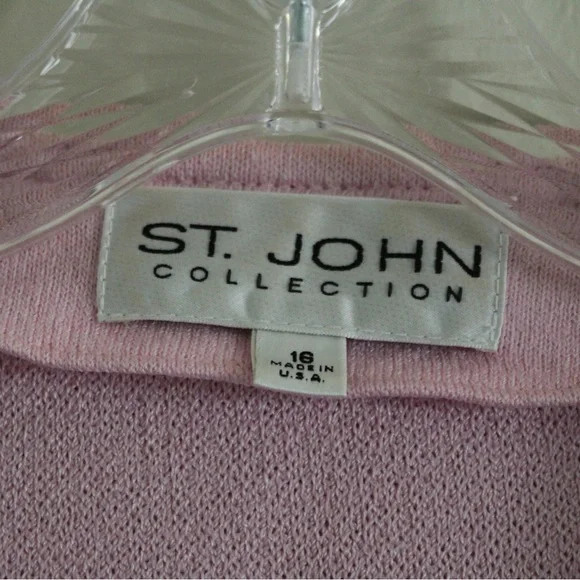 ST. JOHN
COLLECTION
16
MADE IN
U.S.A.